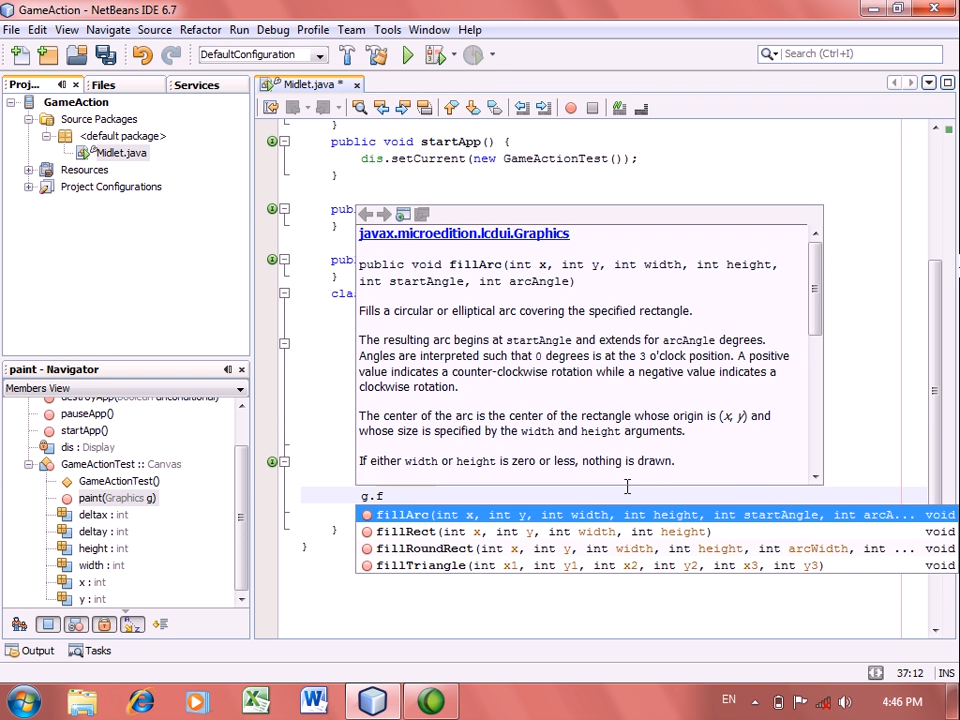 GameAction - NetBeans IDE 6.7
File Edit View Navigate Source Refactor Run Debug Profile Team Tools Window Help
DefaultConfiguration
Search (Ctrl+I)
Proj... Files Services
GameAction
Source Packages
<default package>
Midlet.java
Resources
Project Configurations
paint - Navigator
Members View
destroyApp(boolean unconditional)
pauseApp()
startApp()
dis : Display
GameActionTest :: Canvas
GameActionTest()
paint(Graphics g)
deltax : int
deltay : int
height : int
width : int
x : int
y : int
Midlet.java *
}
public void startApp() {
dis.setCurrent(new GameActionTest());
}
pub
}
pub
}
cla
javax.microedition.lcdui.Graphics
public void fillArc(int x, int y, int width, int height,
int startAngle, int arcAngle)
Fills a circular or elliptical arc covering the specified rectangle.
The resulting arc begins at startAngle and extends for arcAngle degrees.
Angles are interpreted such that 0 degrees is at the 3 o'clock position. A positive
value indicates a counter-clockwise rotation while a negative value indicates a
clockwise rotation.
The center of the arc is the center of the rectangle whose origin is (x, y) and
whose size is specified by the width and height arguments.
If either width or height is zero or less, nothing is drawn.
g.f
fillArc(int x, int y, int width, int height, int startAngle, int arcA... void
fillRect(int x, int y, int width, int height) void
fillRoundRect(int x, int y, int width, int height, int arcWidth, int ... void
fillTriangle(int x1, int y1, int x2, int y2, int x3, int y3) void
}
}
Output Tasks
37:12 INS
EN 4:46 PM